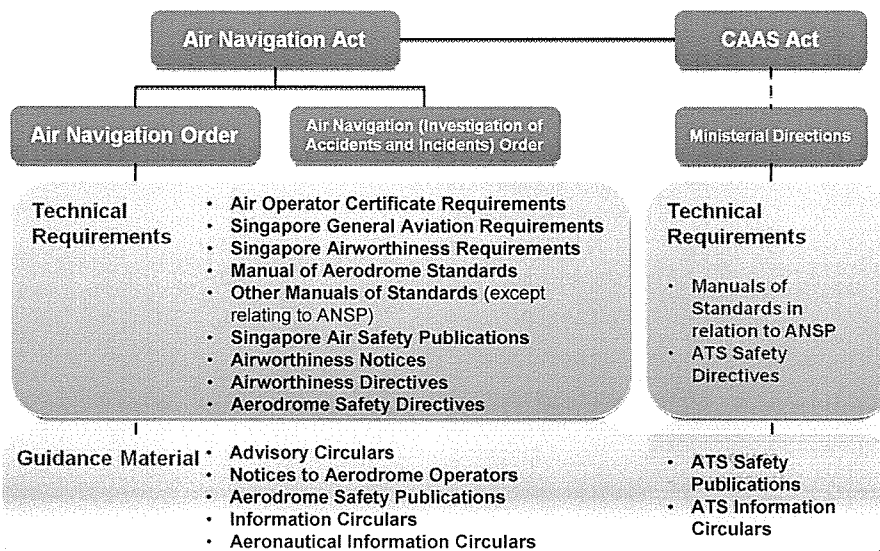 Air Navigation Act
CAAS Act
Air Navigation Order
Air Navigation (Investigation of
Accidents and Incidents) Order
Ministerial Directions
Technical
Requirements
• Air Operator Certificate Requirements
• Singapore General Aviation Requirements
• Singapore Airworthiness Requirements
• Manual of Aerodrome Standards
• Other Manuals of Standards (except
relating to ANSP)
• Singapore Air Safety Publications
• Airworthiness Notices
• Airworthiness Directives
• Aerodrome Safety Directives
Technical
Requirements
• Manuals of
Standards in
relation to ANSP
• ATS Safety
Directives
Guidance Material
• Advisory Circulars
• Notices to Aerodrome Operators
• Aerodrome Safety Publications
• Information Circulars
• Aeronautical Information Circulars
• ATS Safety
Publications
• ATS Information
Circulars